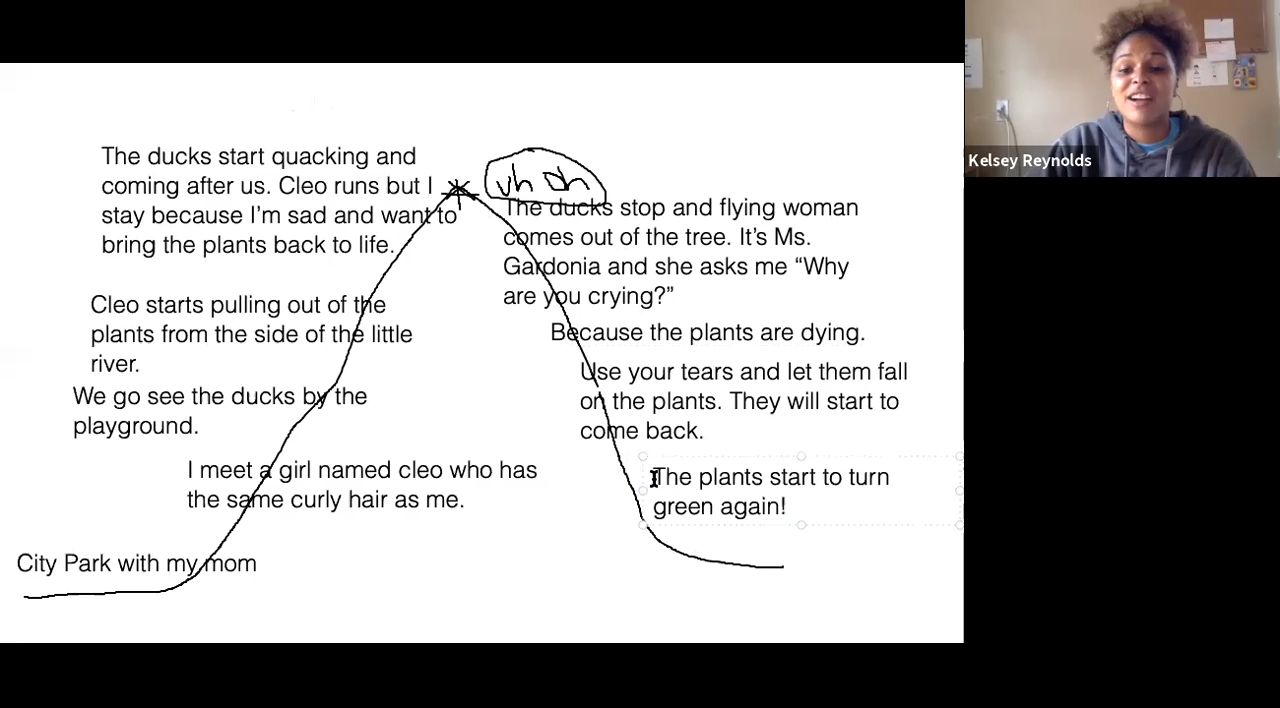 The ducks start quacking and
coming after us. Cleo runs but I
stay because I'm sad and want to
bring the plants back to life.
Cleo starts pulling out of the
plants from the side of the little
river.
We go see the ducks by the
playground.
I meet a girl named cleo who has
the same curly hair as me.
City Park with my mom
uh oh
The ducks stop and flying woman
comes out of the tree. It's Ms.
Gardonia and she asks me “Why
are you crying?”
Because the plants are dying.
Use your tears and let them fall
on the plants. They will start to
come back.
The plants start to turn
green again!
Kelsey Reynolds